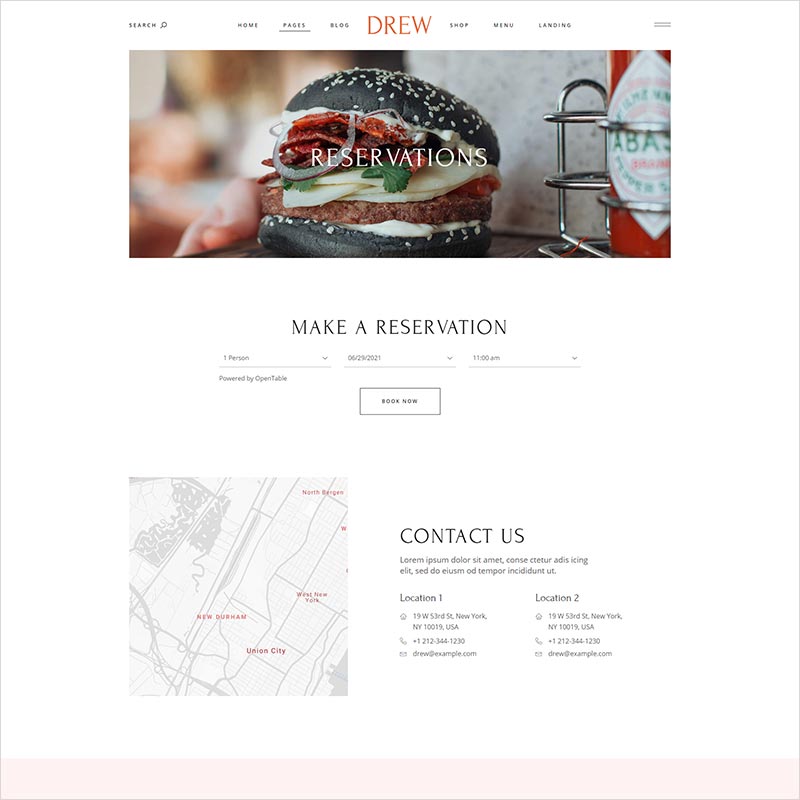 SEARCH
HOME
PAGES
BLOG
DREW
SHOP
MENU
LANDING
RESERVATIONS
MAKE A RESERVATION
1 Person
06/29/2021
11:00 am
Powered by OpenTable
BOOK NOW
North Bergen
W
West New
York
NEW DURHAM
Union City
CONTACT US
Lorem ipsum dolor sit amet, conse ctetur adis icing
elit, sed do eiusm od tempor incididunt ut.
Location 1
19 W 53rd St, New York,
NY 10019, USA
+1 212-344-1230
drew@example.com
Location 2
19 W 53rd St, New York,
NY 10019, USA
+1 212-344-1230
drew@example.com